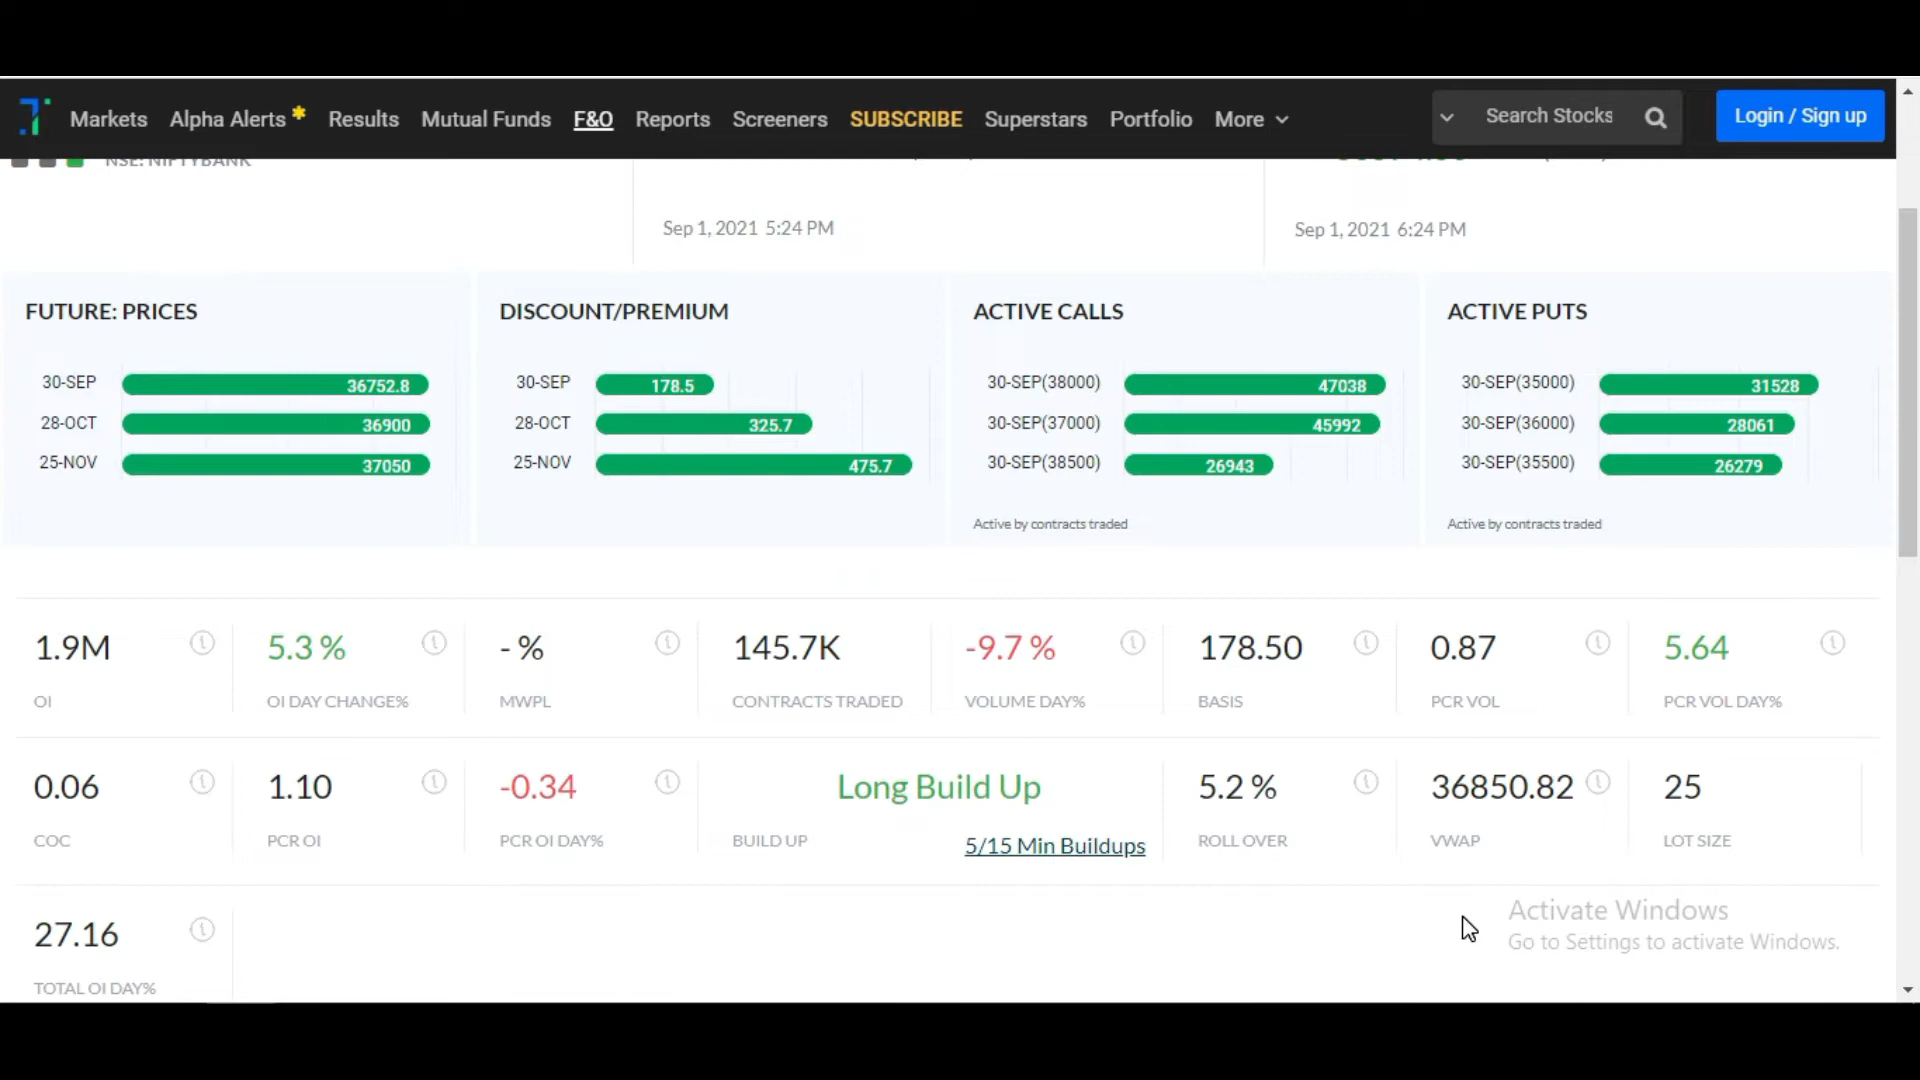 Markets Alpha Alerts Results Mutual Funds F&O Reports Screeners SUBSCRIBE Superstars Portfolio More Search Stocks Login / Sign up
NSE: NIFTYBANK
Sep 1, 2021 5:24 PM
Sep 1, 2021 6:24 PM
FUTURE: PRICES
30-SEP 36752.8
28-OCT 36900
25-NOV 37050
DISCOUNT/PREMIUM
30-SEP 178.5
28-OCT 325.7
25-NOV 475.7
ACTIVE CALLS
30-SEP(38000) 47038
30-SEP(37000) 45992
30-SEP(38500) 26943
Active by contracts traded
ACTIVE PUTS
30-SEP(35000) 31528
30-SEP(36000) 28061
30-SEP(35500) 26279
Active by contracts traded
1.9M 5.3 % - % 145.7K -9.7 % 178.50 0.87 5.64
OI OI DAY CHANGE% MWPL CONTRACTS TRADED VOLUME DAY% BASIS PCR VOL PCR VOL DAY%
0.06 1.10 -0.34 Long Build Up 5.2 % 36850.82 25
COC PCR OI PCR OI DAY% BUILD UP 5/15 Min Buildups ROLL OVER VWAP LOT SIZE
27.16
TOTAL OI DAY%
Activate Windows
Go to Settings to activate Windows.